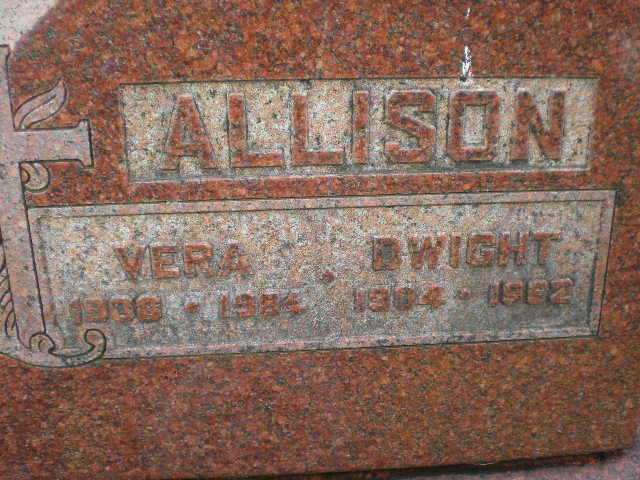 ALLISON
VERA • DWIGHT
1906 • 1984 1904 • 1982